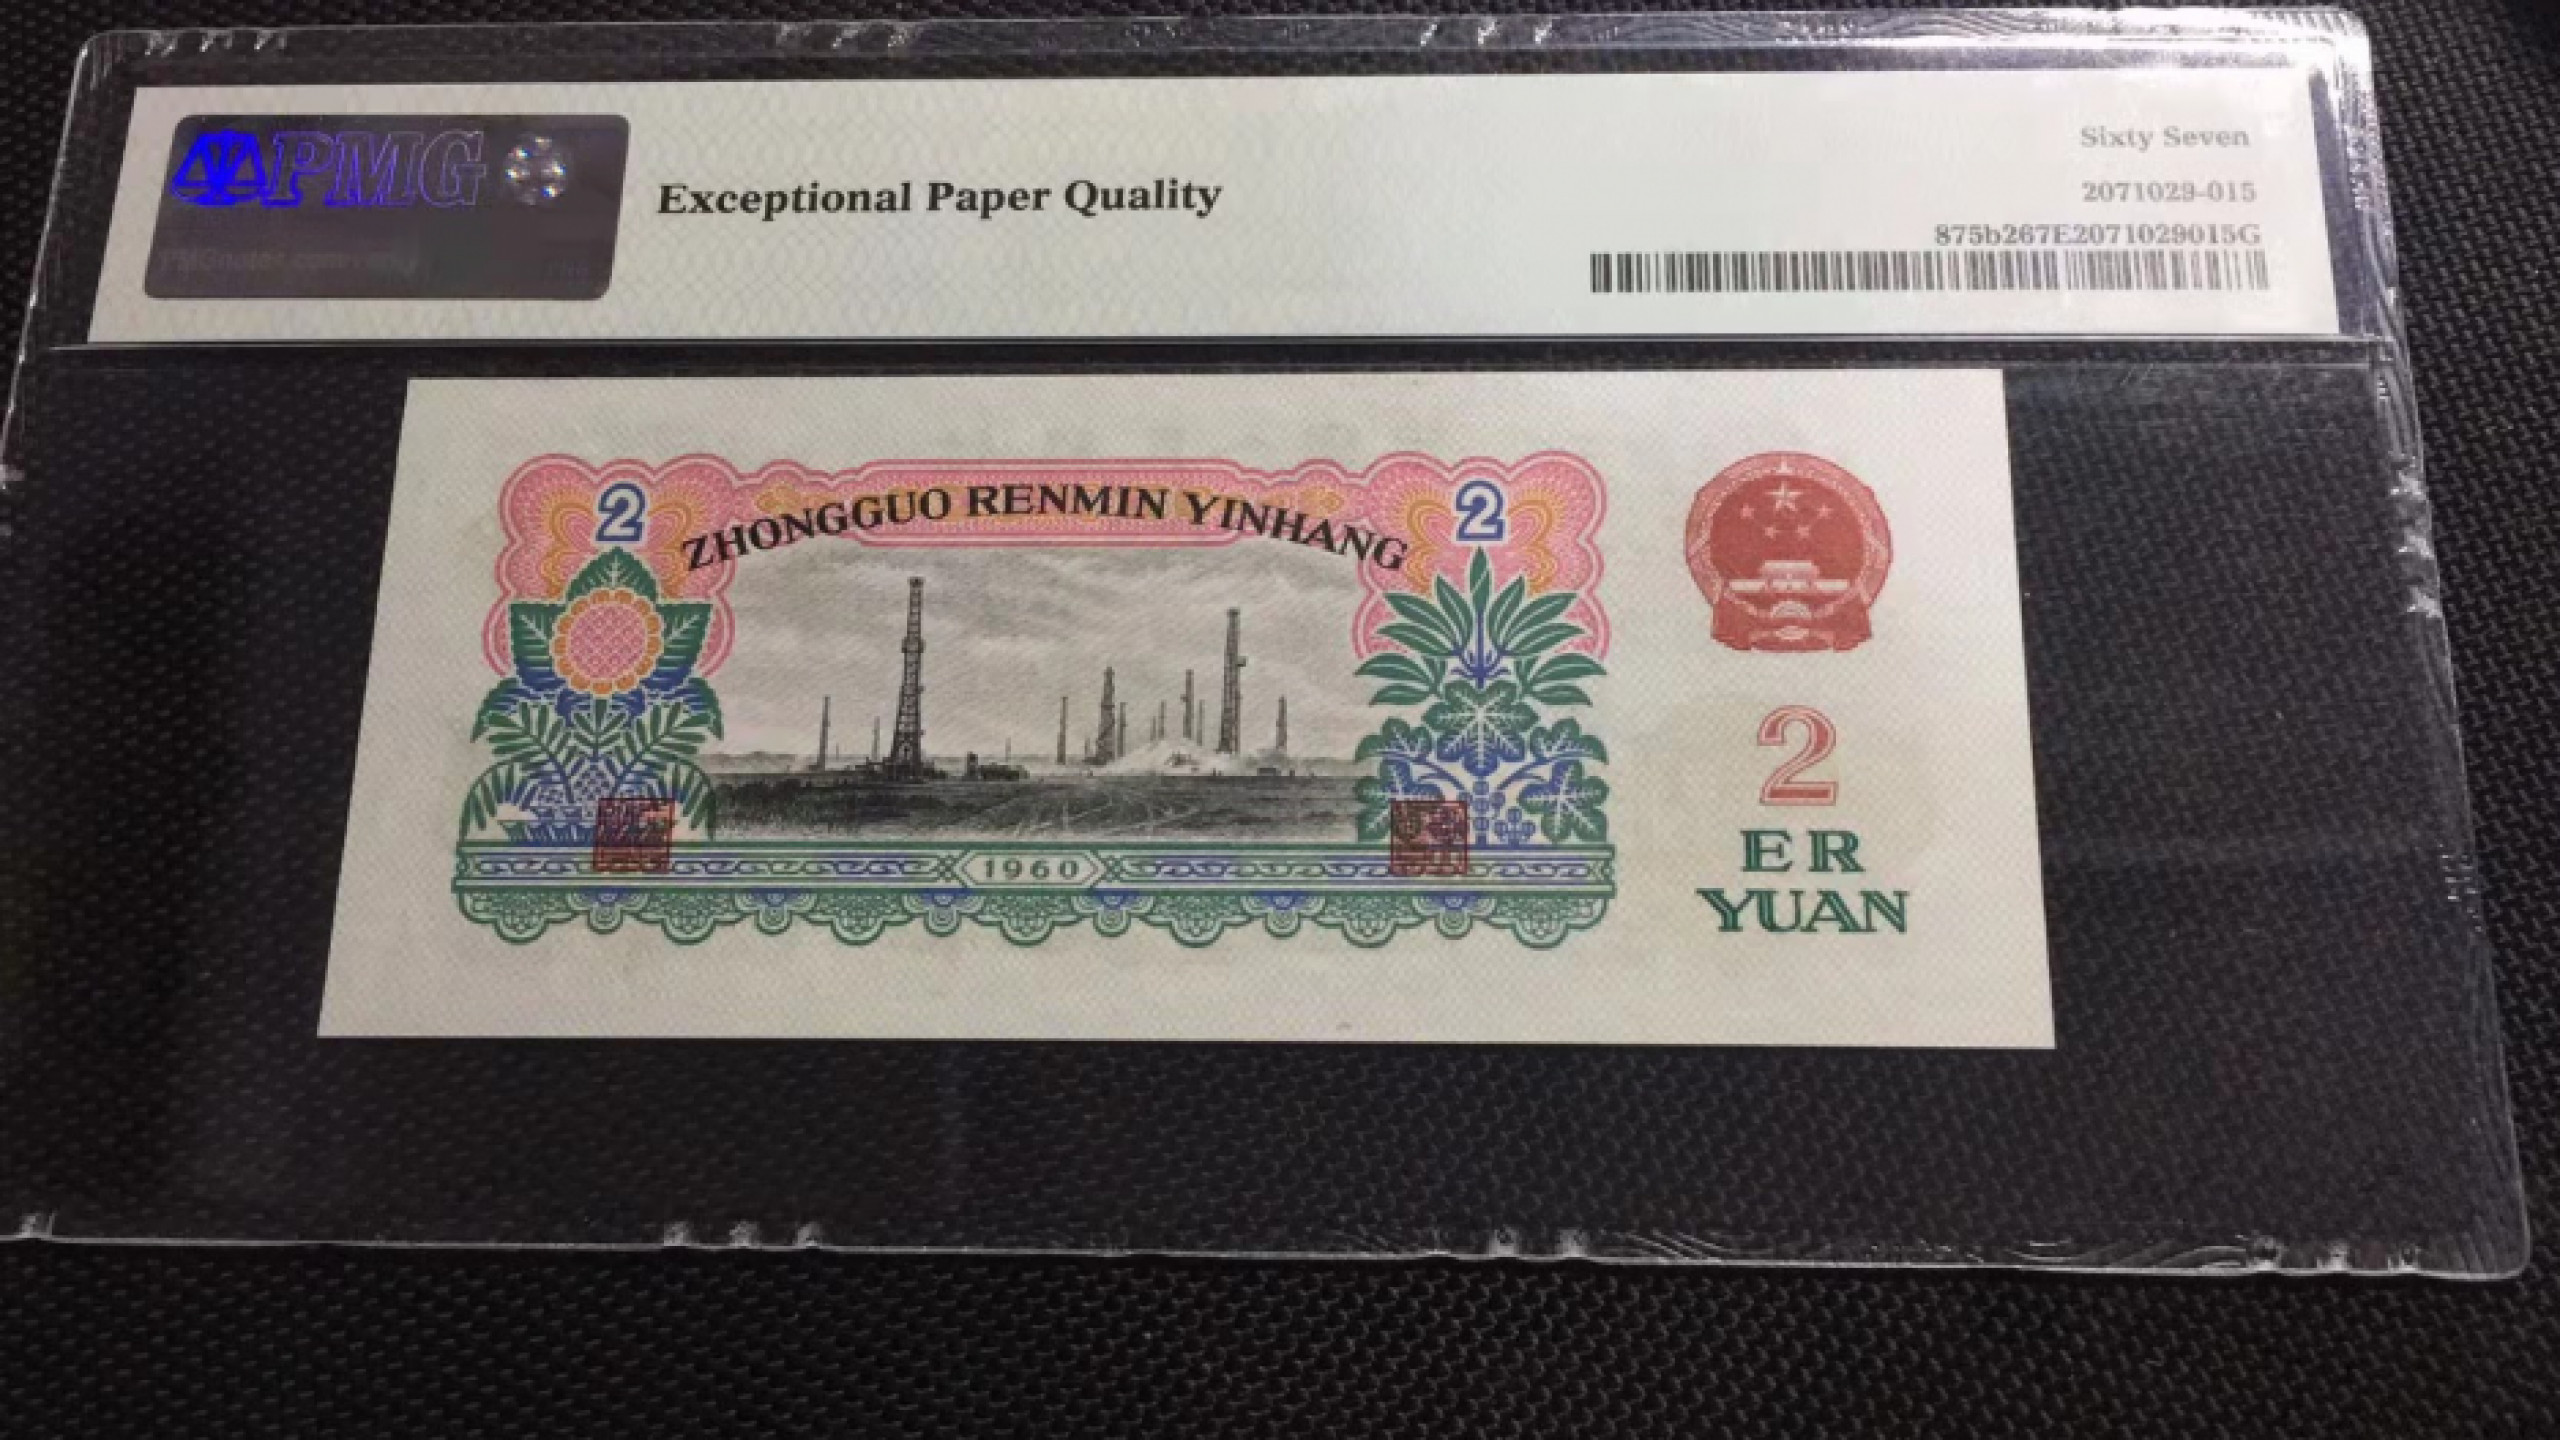 PMG
Exceptional Paper Quality
Sixty Seven
2071029-015
875b267E2071029015G
2
ZHONGGUO RENMIN YINHANG
2
1960
2
ER
YUAN